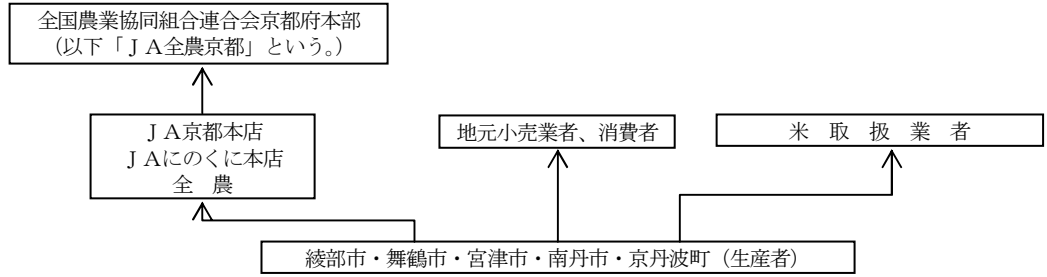 全国農業協同組合連合会京都府本部
（以下「ＪＡ全農京都」という。）
ＪＡ京都本店
ＪＡにのくに本店
全　農
地元小売業者、消費者
米　取　扱　業　者
綾部市・舞鶴市・宮津市・南丹市・京丹波町（生産者）